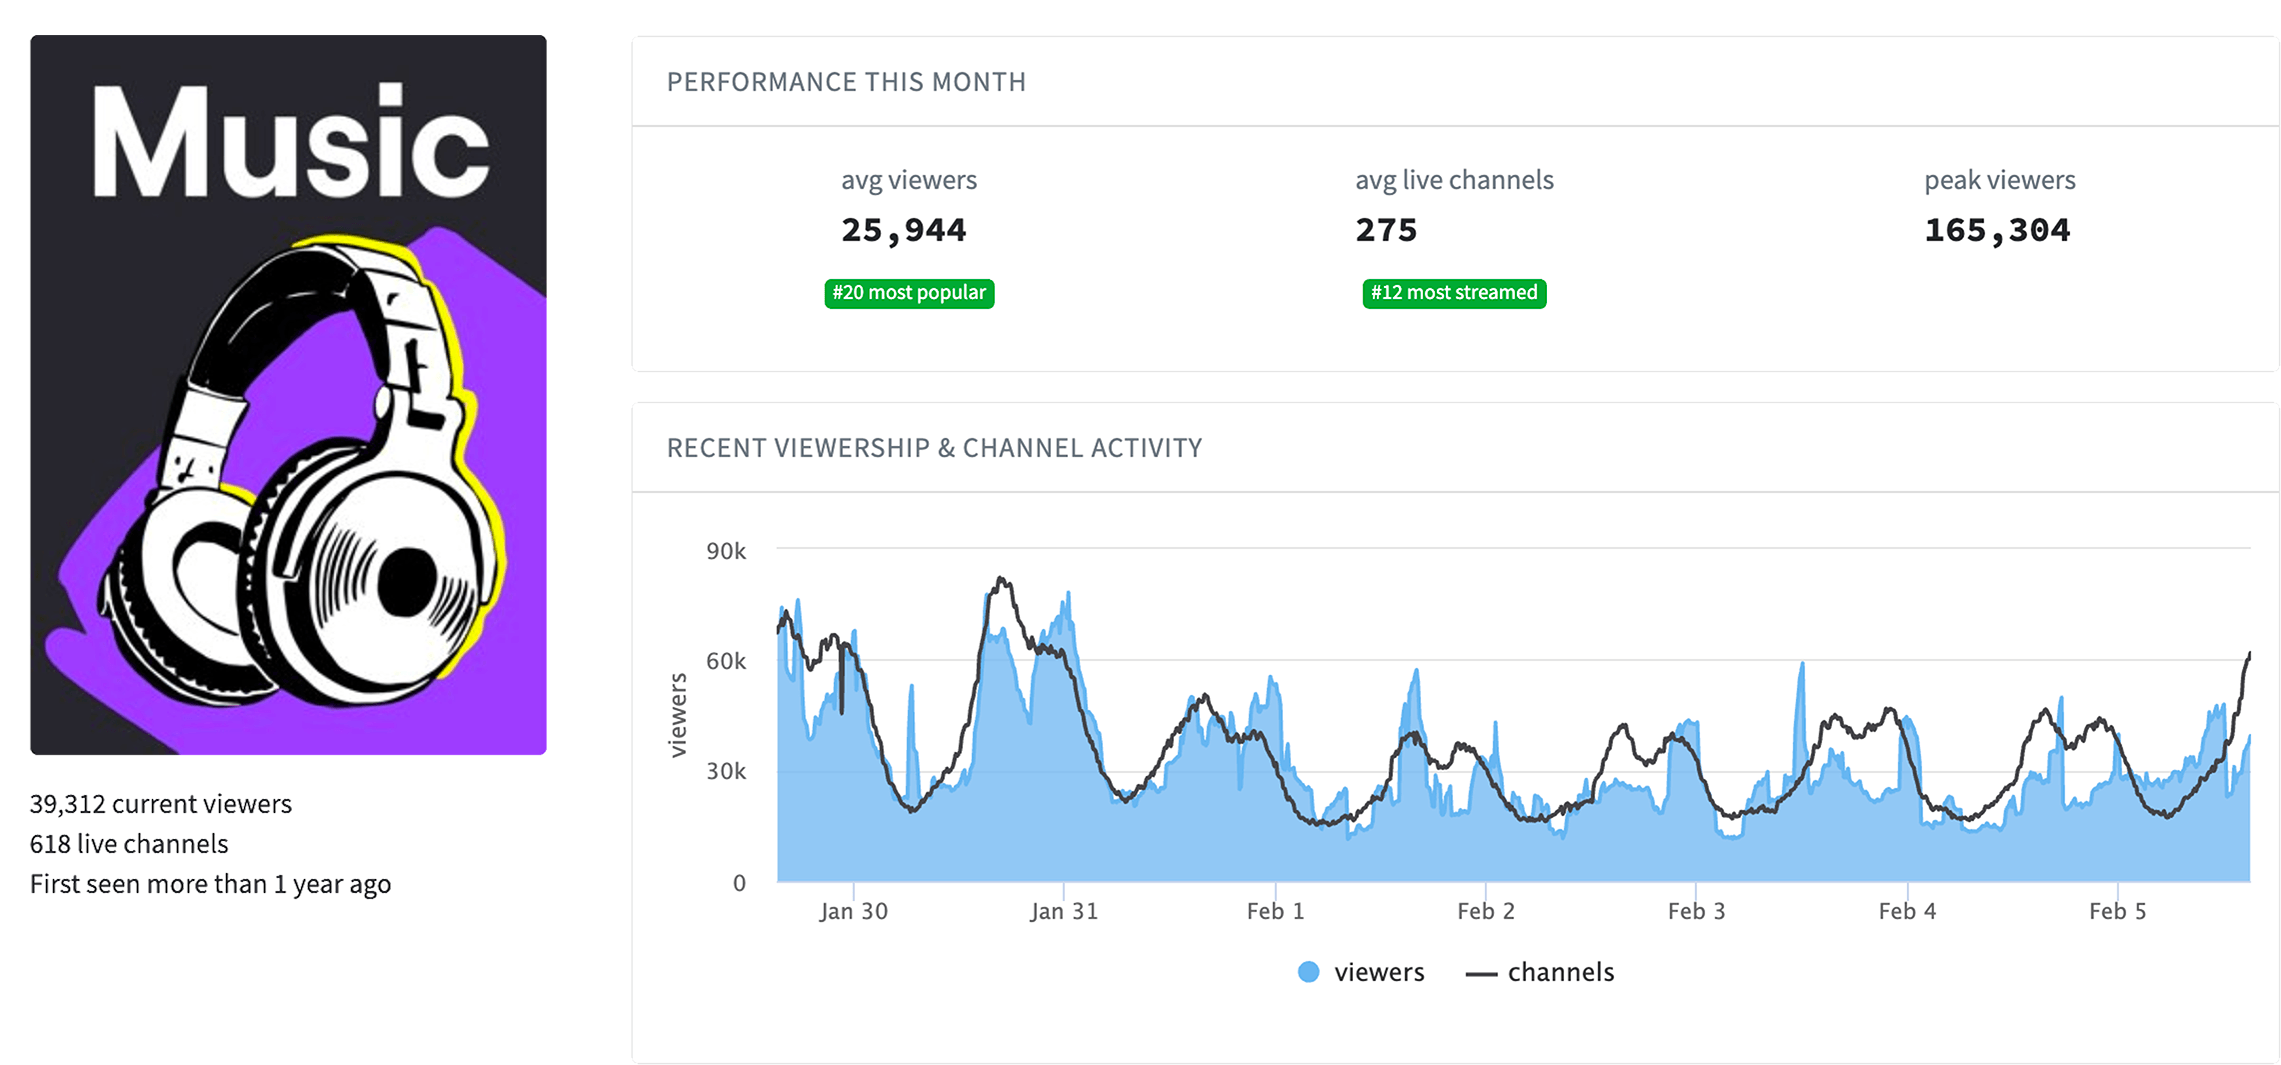 Music
39,312 current viewers
618 live channels
First seen more than 1 year ago
PERFORMANCE THIS MONTH
avg viewers
25,944
#20 most popular
avg live channels
275
#12 most streamed
peak viewers
165,304
RECENT VIEWERSHIP & CHANNEL ACTIVITY
viewers
90k
60k
30k
0
Jan 30 Jan 31 Feb 1 Feb 2 Feb 3 Feb 4 Feb 5
viewers channels